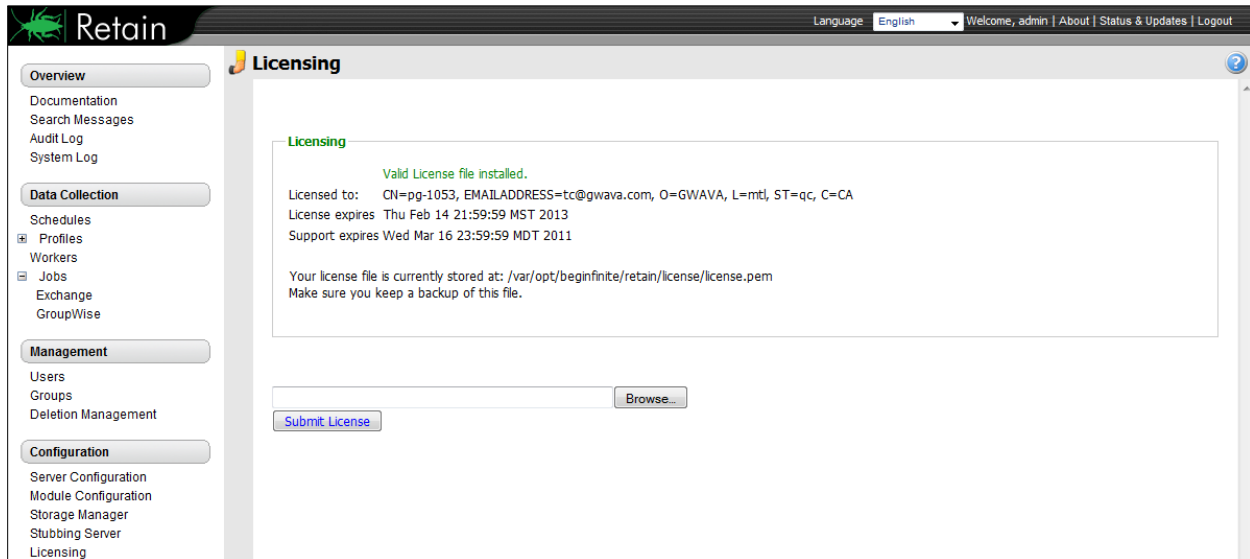 Retain
Language English Welcome, admin | About | Status & Updates | Logout
Overview
Documentation
Search Messages
Audit Log
System Log
Data Collection
Schedules
Profiles
Workers
Jobs
Exchange
GroupWise
Management
Users
Groups
Deletion Management
Configuration
Server Configuration
Module Configuration
Storage Manager
Stubbing Server
Licensing
Licensing
?
Licensing
Valid License file installed.
Licensed to: CN=pg-1053, EMAILADDRESS=tc@gwava.com, O=GWAVA, L=mtl, ST=qc, C=CA
License expires Thu Feb 14 21:59:59 MST 2013
Support expires Wed Mar 16 23:59:59 MDT 2011
Your license file is currently stored at: /var/opt/beginfinite/retain/license/license.pem
Make sure you keep a backup of this file.
Browse...
Submit License